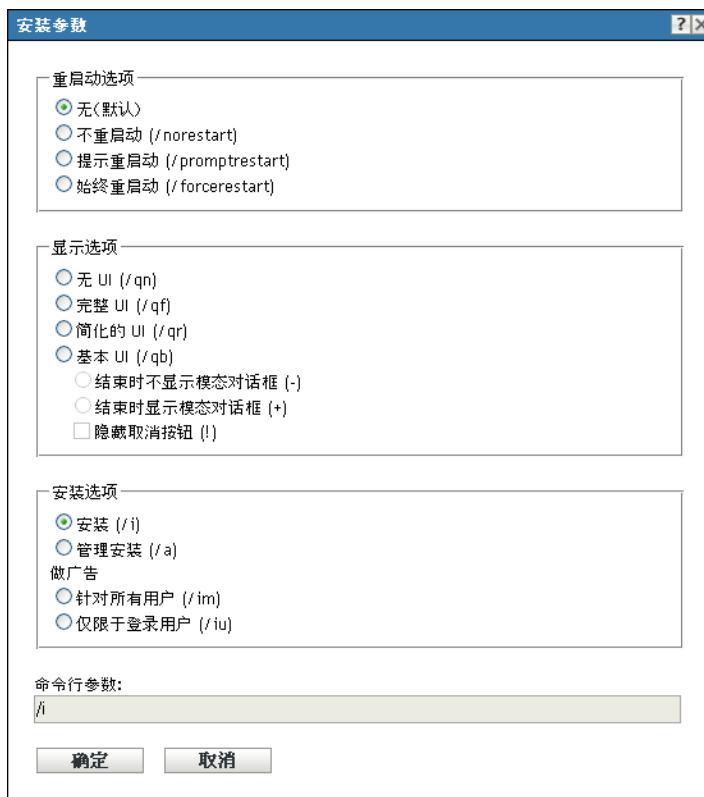 安装参数
重启动选项
无(默认)
不重启动 (/norestart)
提示重启动 (/promptrestart)
始终重启动 (/forcerestart)
显示选项
无 UI (/qn)
完整 UI (/qf)
简化的 UI (/qr)
基本 UI (/qb)
结束时不显示模态对话框 (-)
结束时显示模态对话框 (+)
隐藏取消按钮 (!)
安装选项
安装 (/i)
管理安装 (/a)
做广告
针对所有用户 (/im)
仅限于登录用户 (/iu)
命令行参数:
/i
确定 取消